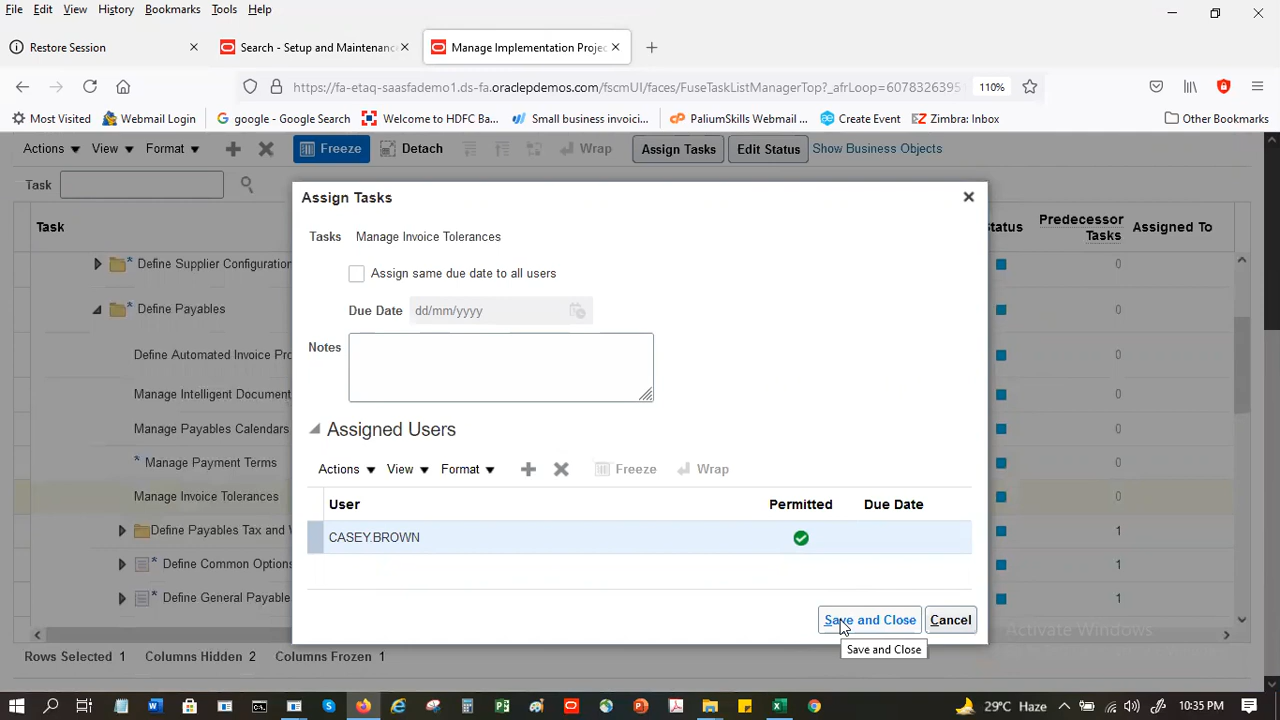 File Edit View History Bookmarks Tools Help
Restore Session × Search - Setup and Maintenance × Manage Implementation Projec ×
https://fa-etaq-saasfademo1.ds-fa.oraclodemos.com/fscmUI/faces/FuseTaskListManagerTop?_afrLoop=6078326395 110%
Most Visited Webmail Login google - Google Search Welcome to HDFC Ba... Small business invoicin... PaliumSkills Webmail ... Create Event Zimbra: Inbox Other Bookmarks
Actions View Format Freeze Detach Wrap Assign Tasks Edit Status Show Business Objects
Task
Assign Tasks
Task Status Predecessor Tasks Assigned To
Tasks Manage Invoice Tolerances
Define Supplier Configuration 0
Assign same due date to all users
Define Payables 0
Due Date dd/mm/yyyy
Notes
Define Automated Invoice Pro 0
Manage Intelligent Document 0
Manage Payables Calendars 0
Assigned Users
* Manage Payment Terms 0
Actions View Format Freeze Wrap
Manage Invoice Tolerances 0
User Permitted Due Date
Define Payables Tax and 1
CASEY.BROWN
* Define Common Options 1
* Define General Payable 1
Save and Close Cancel
Activate Windows
Save and Close
Rows Selected 1 Columns Hidden 2 Columns Frozen 1
29°C Haze 10:35 PM